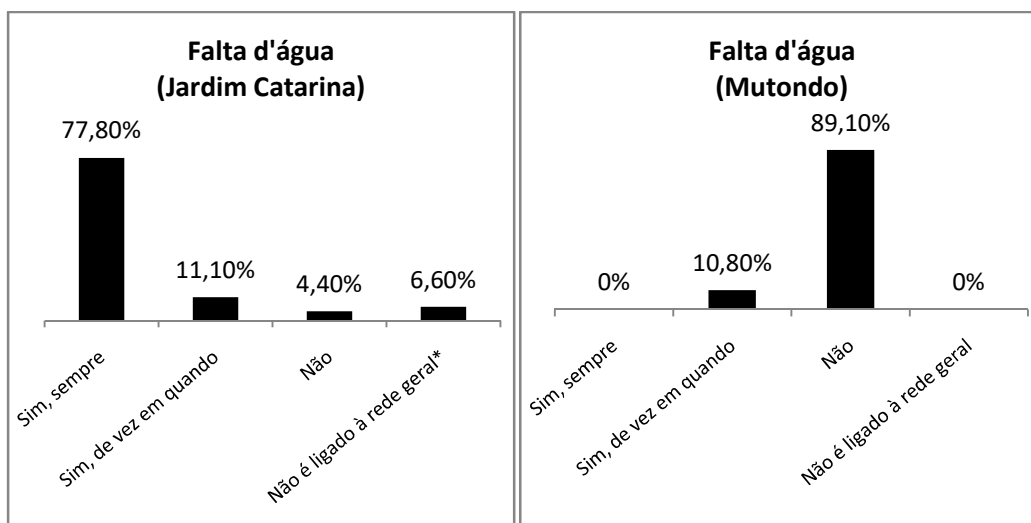 Falta d'água
(Jardim Catarina)
77,80%
11,10%
4,40%
6,60%
Sim, sempre
Sim, de vez em quando
Não
Não é ligado à rede geral*
Falta d'água
(Mutondo)
0%
10,80%
89,10%
0%
Sim, sempre
Sim, de vez em quando
Não
Não é ligado à rede geral